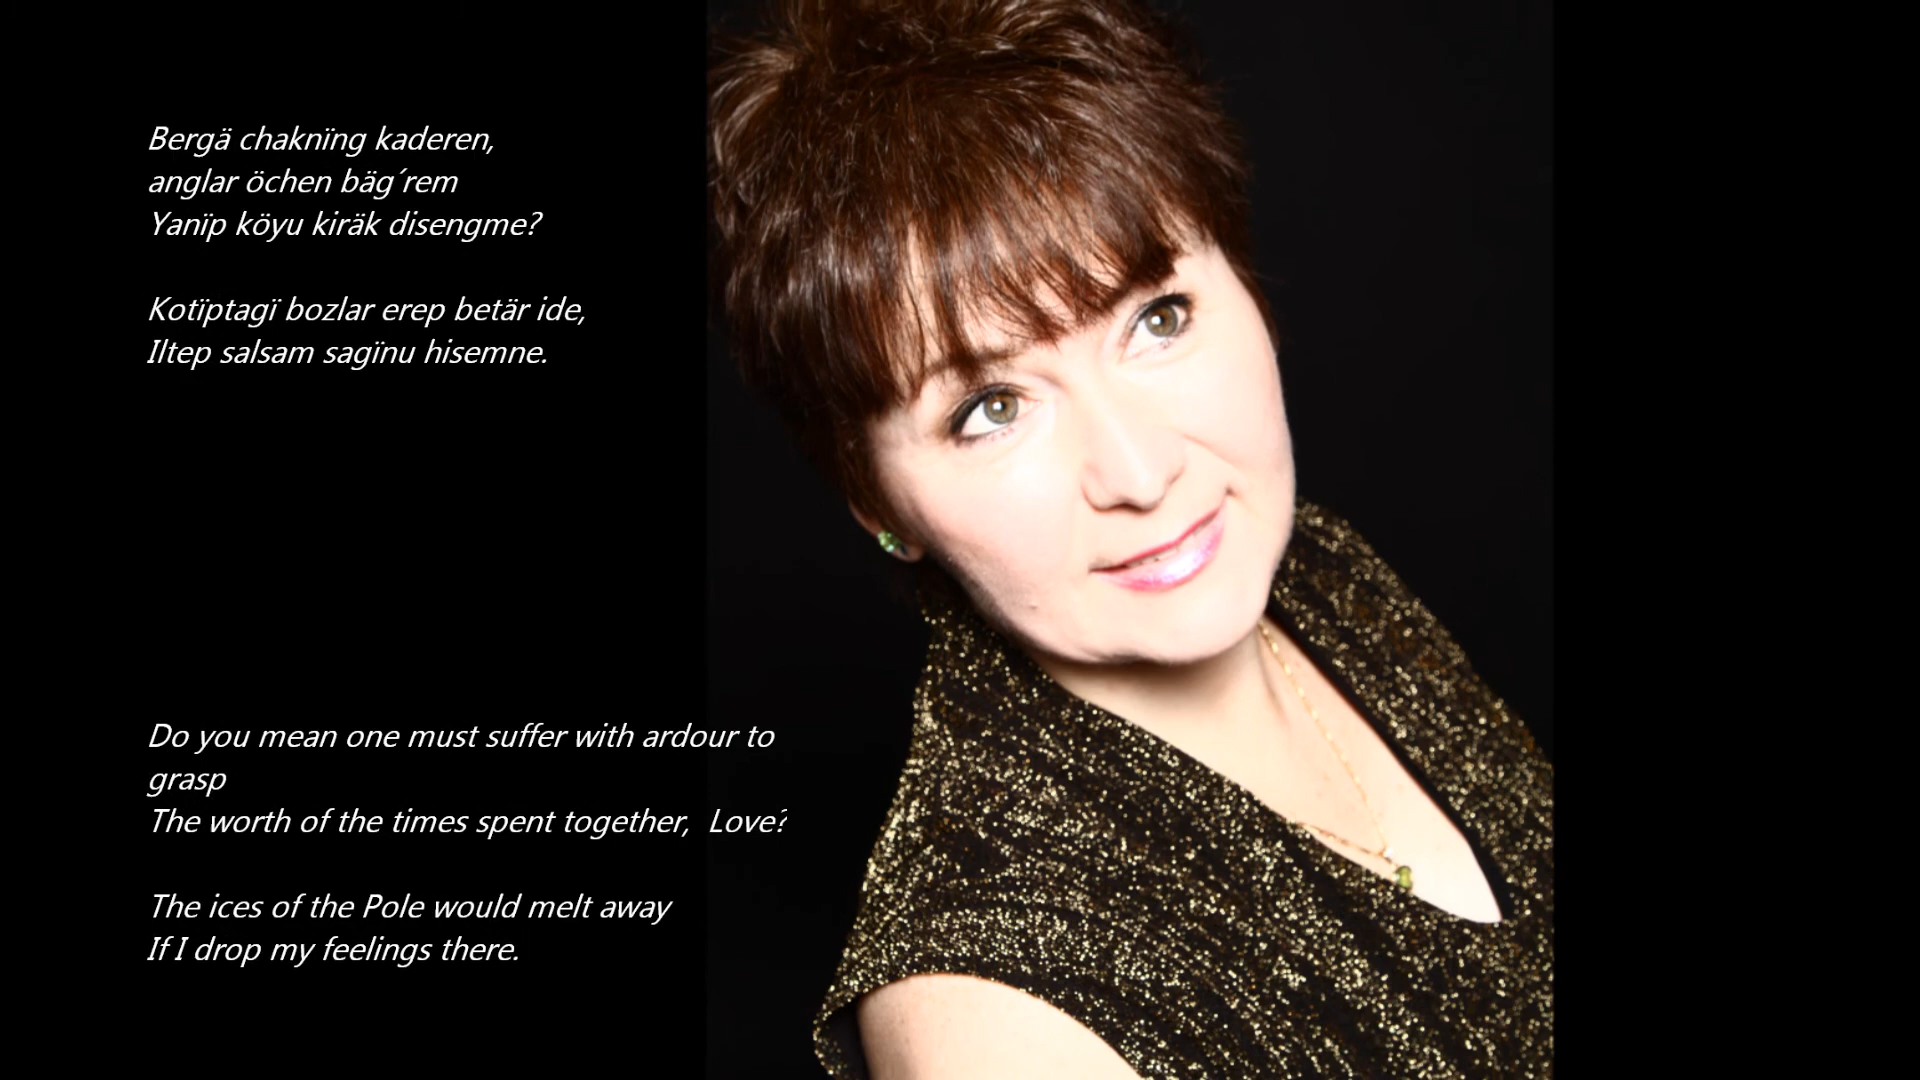 Bergä chaknïng kaderen,
anglar öchen bäg´rem
Yanïp köyu kiräk disengme?
Kotïptagï bozlar erep betär ide,
Iltep salsam sagïnu hisemne.
Do you mean one must suffer with ardour to
grasp
The worth of the times spent together,  Love?
The ices of the Pole would melt away
If I drop my feelings there.